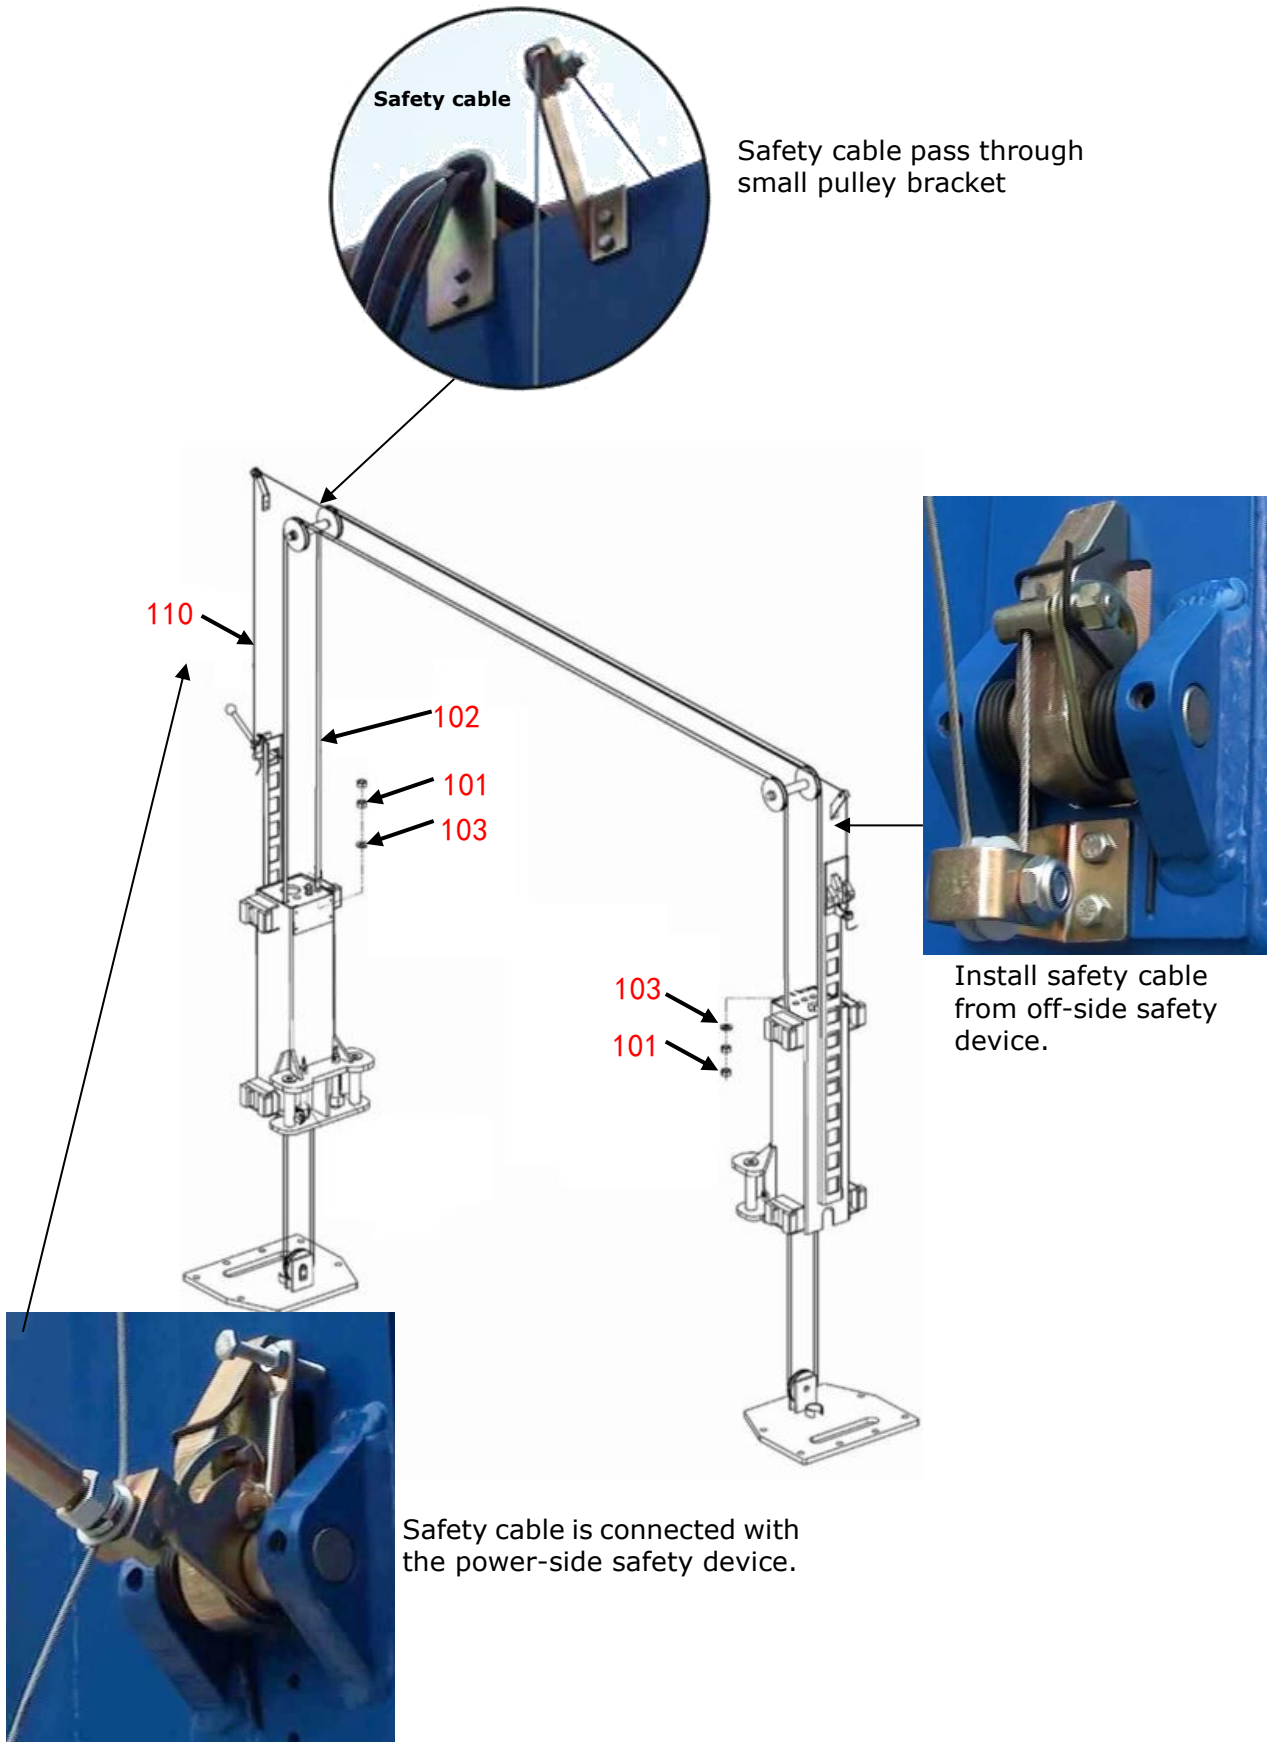 Safety cable
Safety cable pass through
small pulley bracket
110
102
101
103
103
101
Install safety cable
from off-side safety
device.
Safety cable is connected with
the power-side safety device.